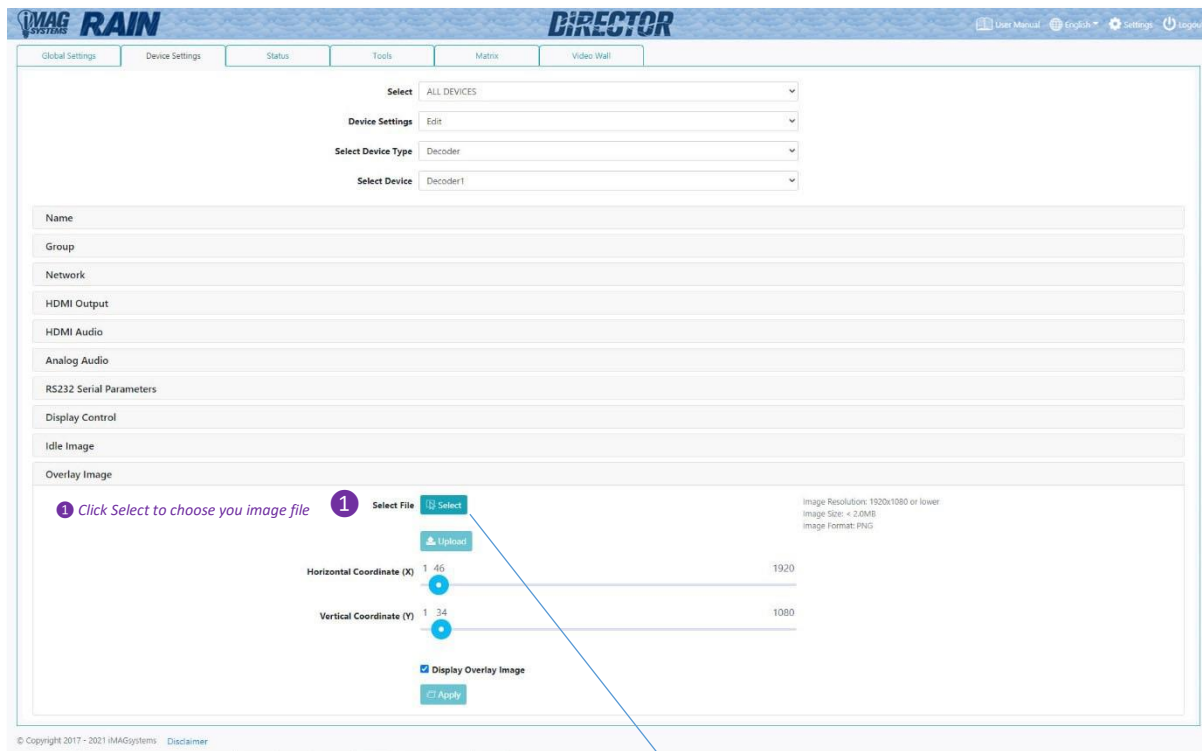 iMAG SYSTEMS RAIN
DiRECTOR
User Manual English Settings Logou
Global Settings Device Settings Status Tools Matrix Video Wall
Select ALL DEVICES
Device Settings Edit
Select Device Type Decoder
Select Device Decoder1
Name
Group
Network
HDMI Output
HDMI Audio
Analog Audio
RS232 Serial Parameters
Display Control
Idle Image
Overlay Image
❶ Click Select to choose you image file
❶ Select File Select
Image Resolution: 1920x1080 or lower
Image Size: < 2.0MB
Image Format: PNG
Upload
Horizontal Coordinate (X) 1 46 1920
Vertical Coordinate (Y) 1 34 1080
Display Overlay Image
Apply
© Copyright 2017 - 2021 iMAGsystems Disclaimer